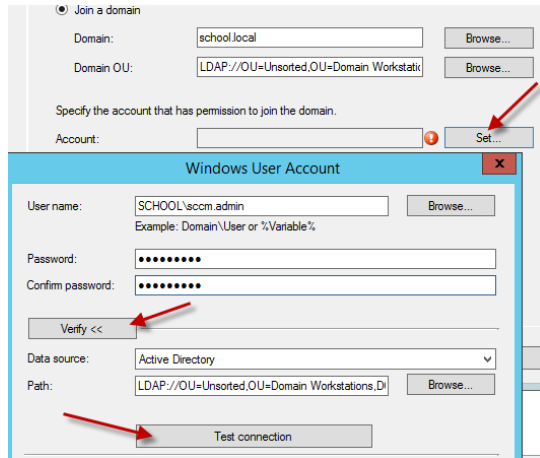 Join a domain
Domain: school.local Browse...
Domain OU: LDAP://OU=Unsorted,OU=Domain Browse...
Specify the account that has permission to join the domain.
Account: Set...
Windows User Account x
User name: SCHOOL\sccm.admin Browse...
Example: Domain\User or %Variable%
Password: •••••••••
Confirm password: •••••••••
Verify <<
Data source: Active Directory
Path: LDAP://OU=Unsorted,OU=Domain Workstations, Browse...
Test connection